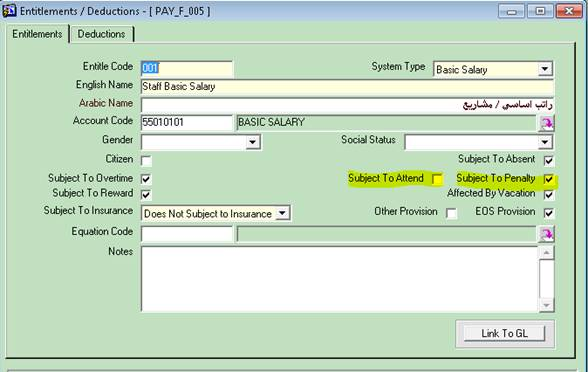 Entitlements / Deductions - [ PAY_F_005 ]
Entitlements Deductions
Entitle Code 001 System Type Basic Salary
English Name Staff Basic Salary
Arabic Name راتب اساسي / مشاريع
Account Code 55010101 BASIC SALARY
Gender Social Status
Citizen Subject To Absent
Subject To Overtime Subject To Attend Subject To Penalty
Subject To Reward Affected By Vacation
Subject To Insurance Does Not Subject to Insurance Other Provision EOS Provision
Equation Code
Notes
Link To GL